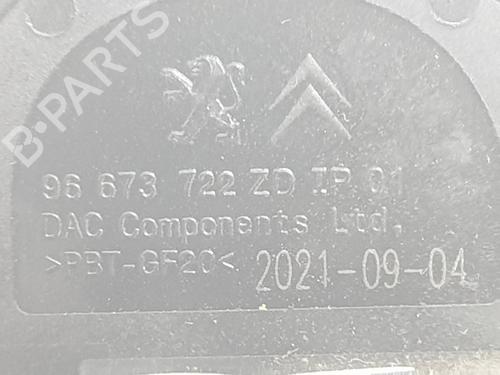 B-PARTS
96 673 722 ZD IP 01
DAC Components Ltd.
>PBT-GF20< 2021-09-04